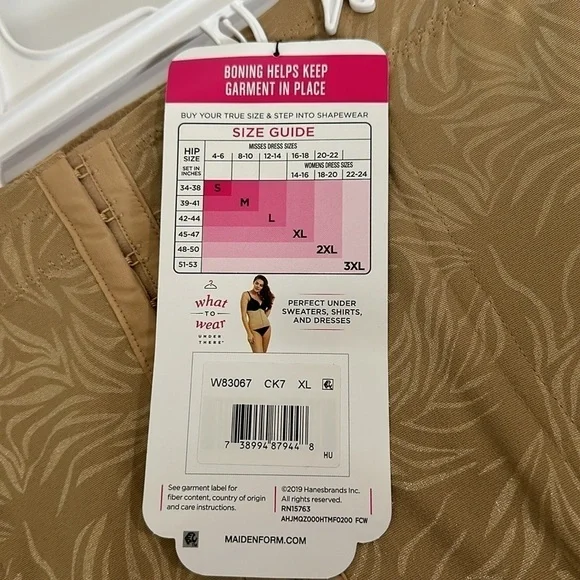 BONING HELPS KEEP
GARMENT IN PLACE
BUY YOUR TRUE SIZE & STEP INTO SHAPEWEAR
SIZE GUIDE
HIP SIZE SET IN INCHES
MISSES DRESS SIZES
4-6 8-10 12-14 16-18 20-22
WOMENS DRESS SIZES
14-16 18-20 22-24
34-38 S
39-41 M
42-44 L
45-47 XL
48-50 2XL
51-53 3XL
what
TO
wear
UNDER
THERE
PERFECT UNDER
SWEATERS, SHIRTS,
AND DRESSES
W83067 CK7 XL
7 38994 87944 8
HU
See garment label for
fiber content, country of origin
and care instructions.
©2019 Hanesbrands Inc.
All rights reserved.
RN15763
AHJMQZ000HTMF0200 FCW
MAIDENFORM.COM